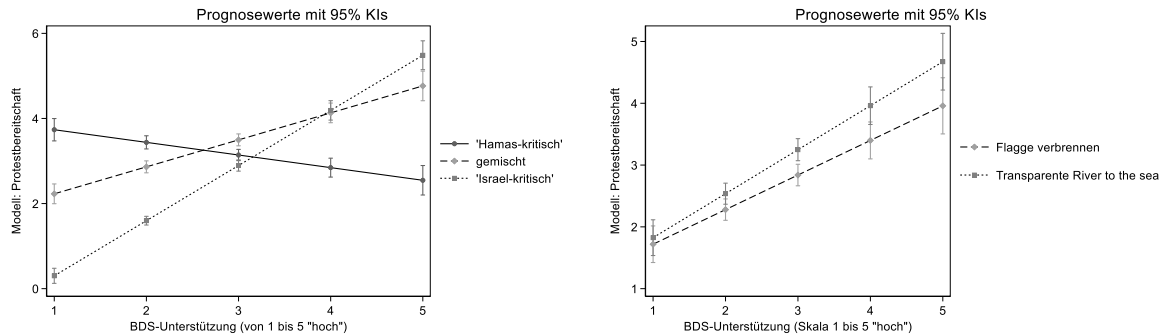 Prognosewerte mit 95% KIs
6
4
2
0
Modell: Protestbereitschaft
1 2 3 4 5
BDS-Unterstützung (von 1 bis 5 "hoch")
'Hamas-kritisch'
gemischt
'Israel-kritisch'
Prognosewerte mit 95% KIs
5
4
3
2
1
Modell: Protestbereitschaft
1 2 3 4 5
BDS-Unterstützung (Skala 1 bis 5 "hoch")
Flagge verbrennen
Transparente River to the sea